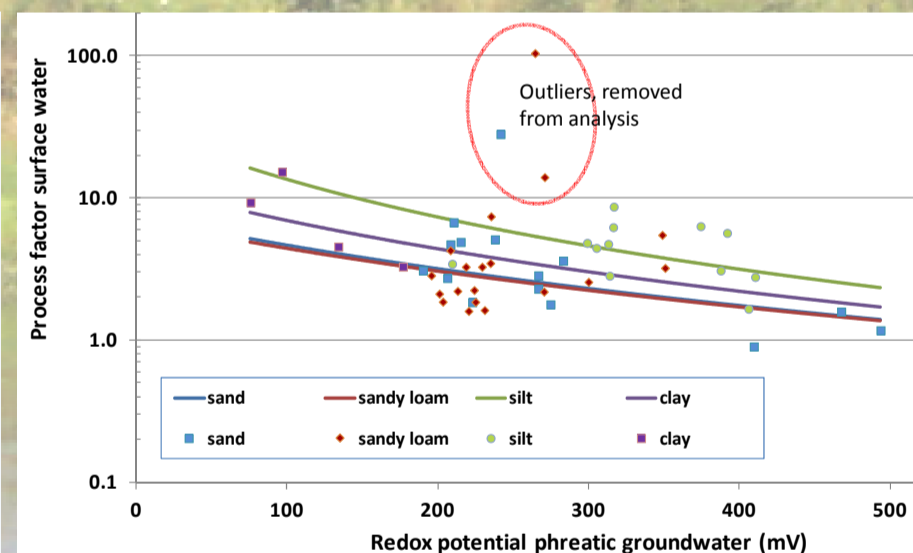 Process factor surface water
100.0
10.0
1.0
0.1
Outliers, removed
from analysis
sand sandy loam silt clay
sand sandy loam silt clay
0 100 200 300 400 500
Redox potential phreatic groundwater (mV)